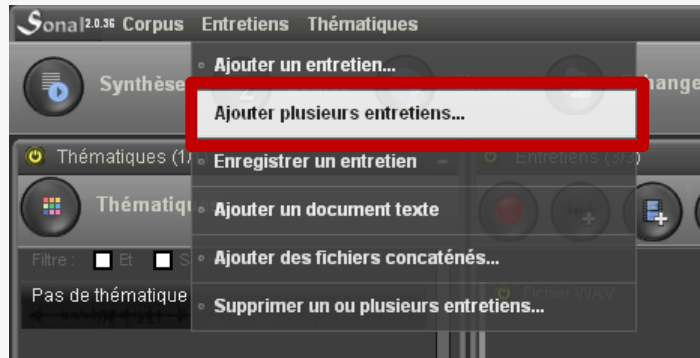 Sonal 2.0.36 Corpus Entretiens Thématiques
Ajouter un entretien...
Synthèse
Ajouter plusieurs entretiens...
Thématiques (1/
Enregistrer un entretien
Entretiens (3/3)
Thématiq
Ajouter un document texte
Filtre : Et
Ajouter des fichiers concaténés...
Pas de thématique
Supprimer un ou plusieurs entretiens...
Fichier WAV